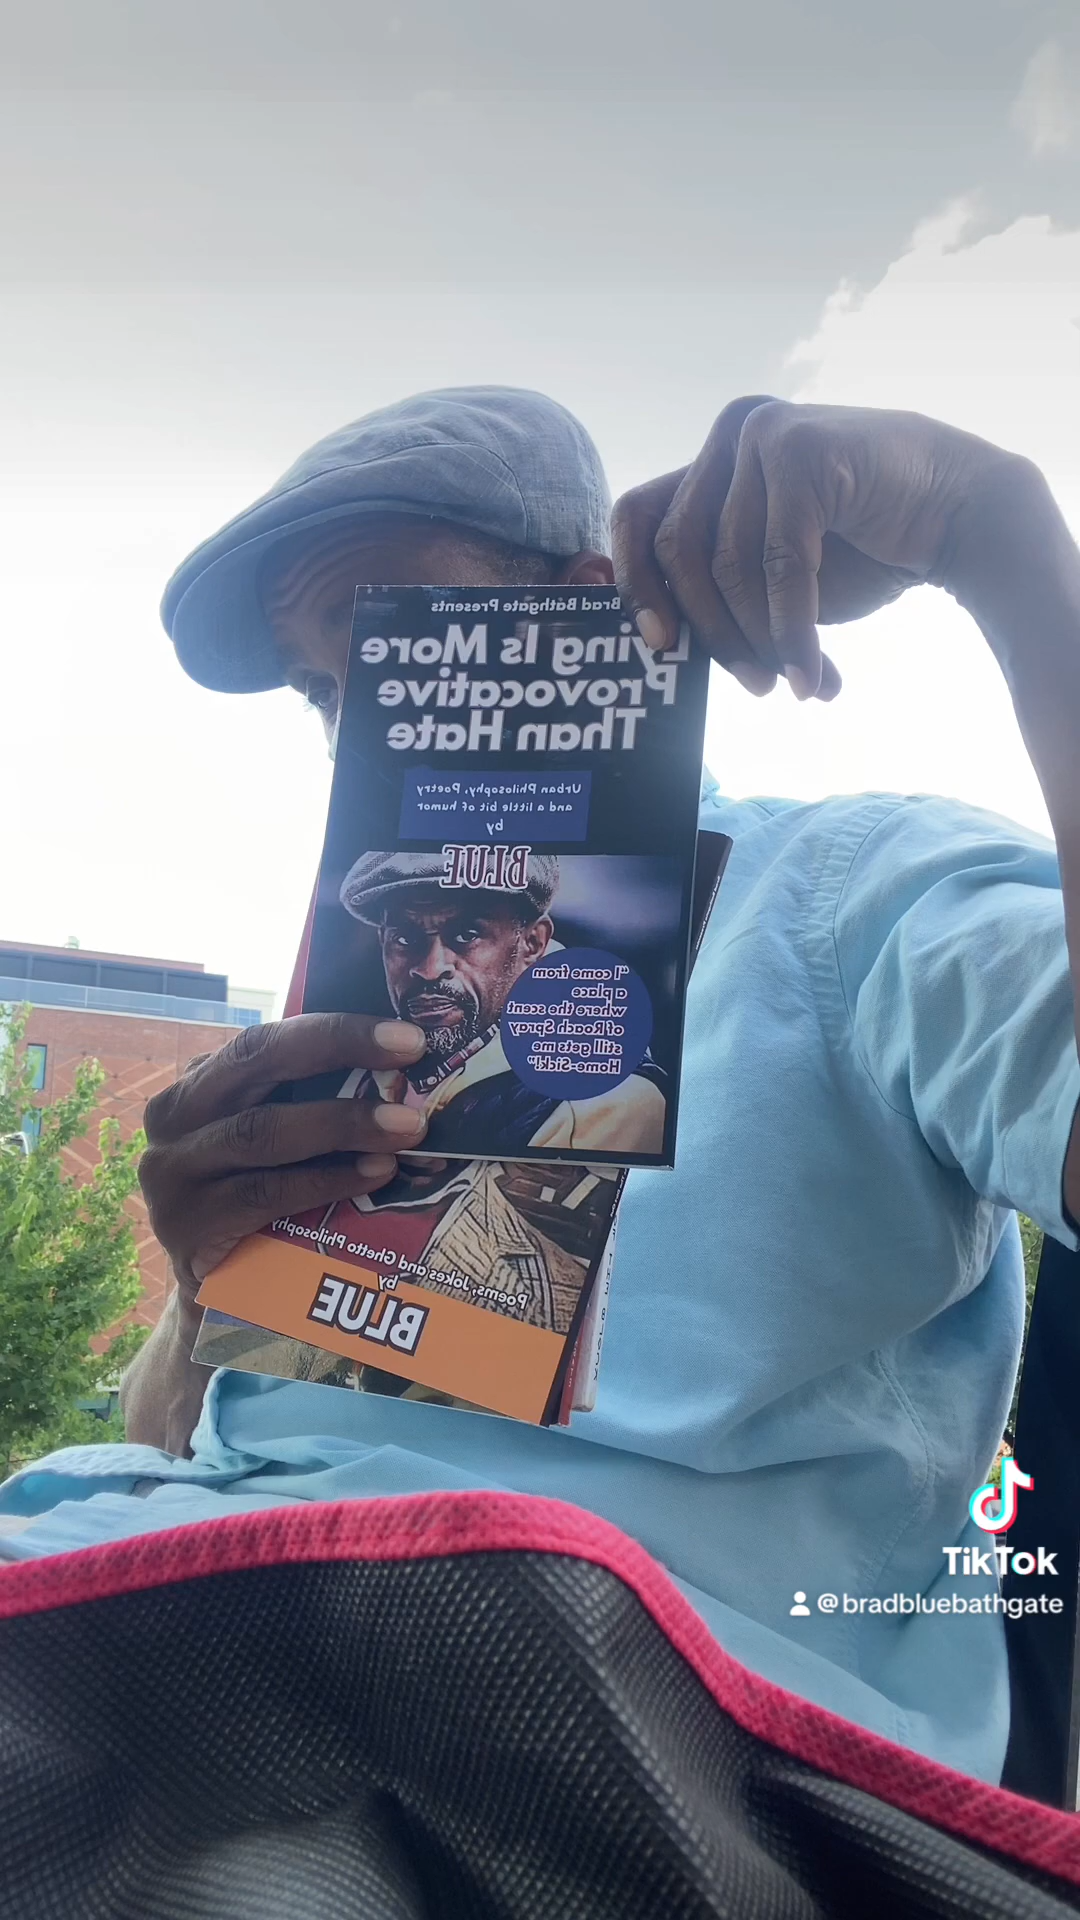 Brad Bathgate Presents
Lying Is More
Provocative
Than Hate
Urban Philosophy, Poetry
and a little bit of humor
by
BLUE
"I come from
a place
where the scent
of Roach Spray
still gets me
Home-Sick!"
Poems, Jokes and Ghetto Philosophy
by
BLUE
TikTok
@bradbluebathgate